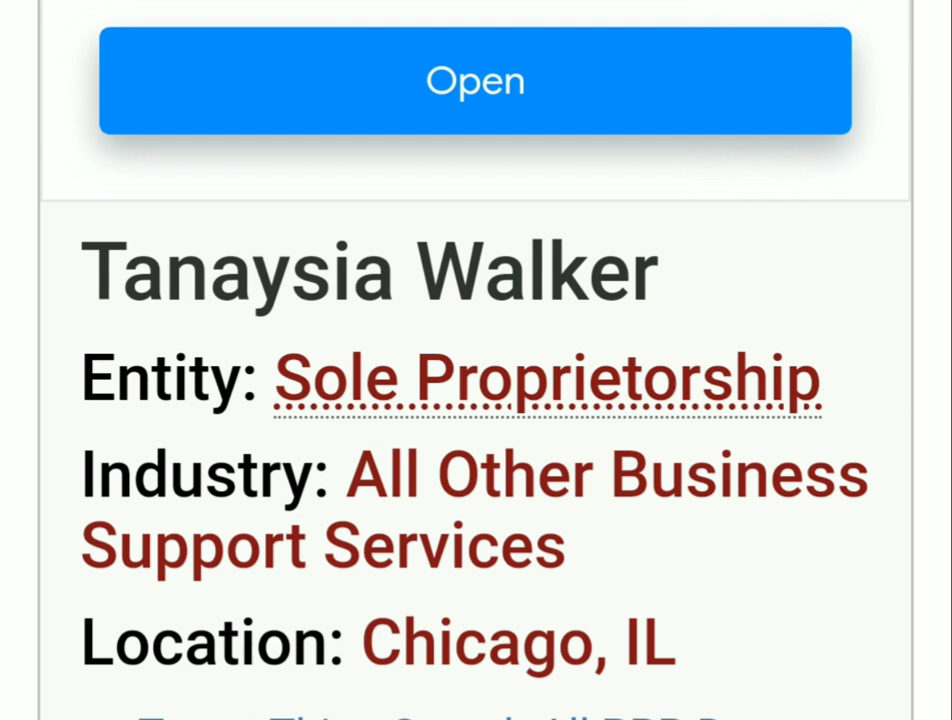 Open
Tanaysia Walker
Entity: Sole Proprietorship
Industry: All Other Business
Support Services
Location: Chicago, IL